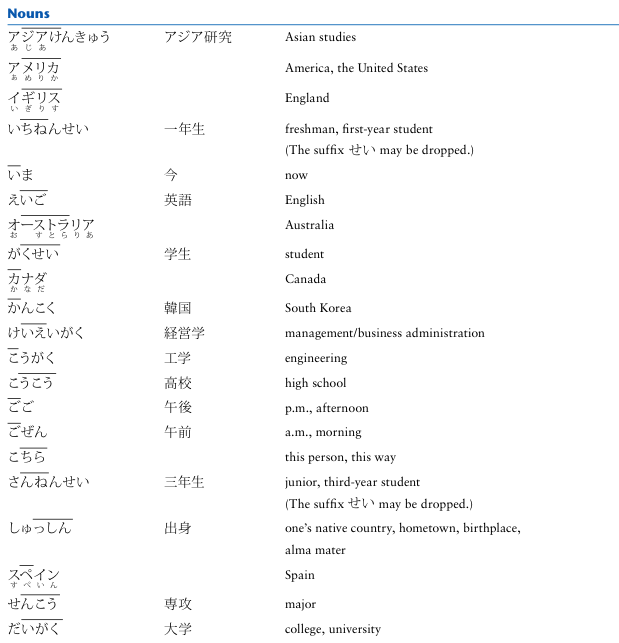 Nouns
アジアけんきゅう アジア研究 Asian studies
あじあ
アメリカ America, the United States
あめりか
イギリス England
いぎりす
いちねんせい 一年生 freshman, first-year student
(The suffix せい may be dropped.)
いま 今 now
えいご 英語 English
オーストラリア Australia
お すとらりあ
がくせい 学生 student
カナダ Canada
かなだ
かんこく 韓国 South Korea
けいえいがく 経営学 management/business administration
こうがく 工学 engineering
こうこう 高校 high school
ごご 午後 p.m., afternoon
ごぜん 午前 a.m., morning
こちら this person, this way
さんねんせい 三年生 junior, third-year student
(The suffix せい may be dropped.)
しゅっしん 出身 one's native country, hometown, birthplace,
alma mater
スペイン Spain
すぺいん
せんこう 専攻 major
だいがく 大学 college, university